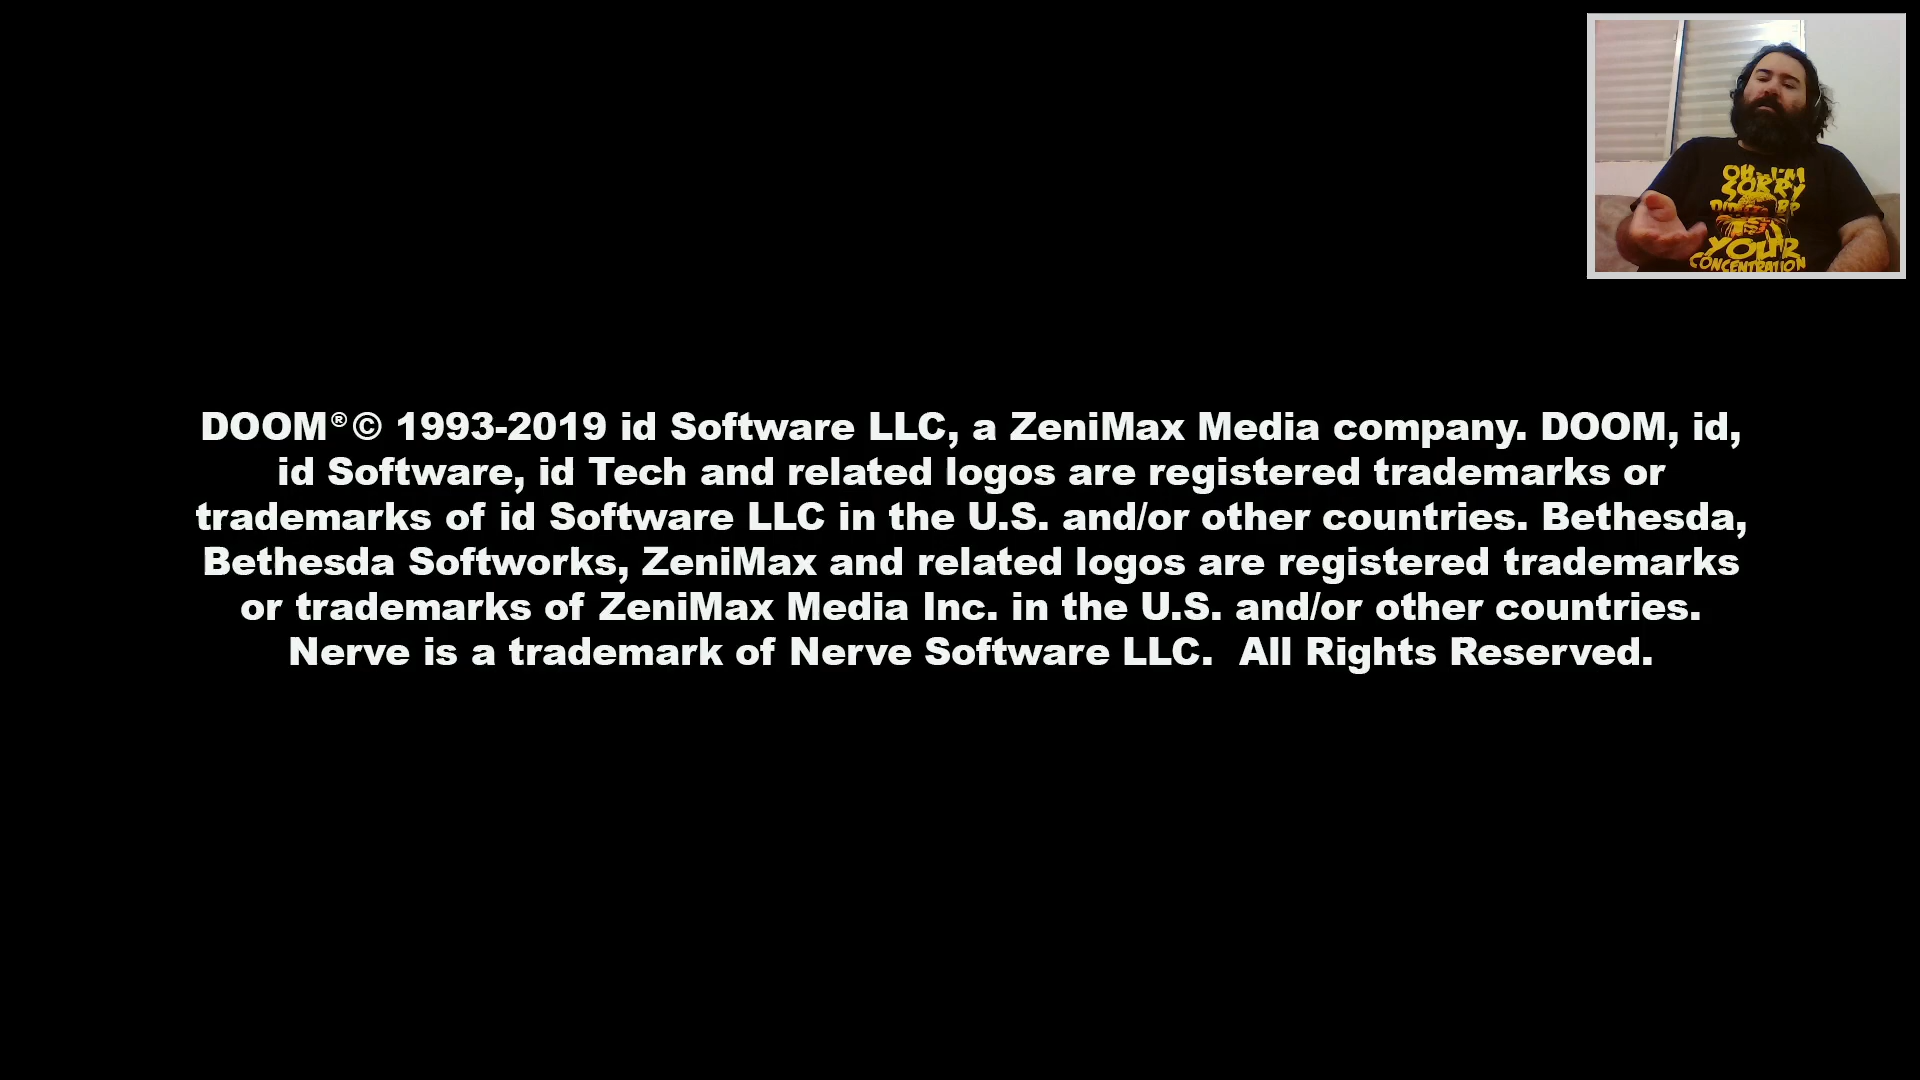 DOOM®© 1993-2019 id Software LLC, a ZeniMax Media company. DOOM, id,
id Software, id Tech and related logos are registered trademarks or
trademarks of id Software LLC in the U.S. and/or other countries. Bethesda,
Bethesda Softworks, ZeniMax and related logos are registered trademarks
or trademarks of ZeniMax Media Inc. in the U.S. and/or other countries.
Nerve is a trademark of Nerve Software LLC.  All Rights Reserved.
OH, I'M
SORRY
YOUR
CONCENTRATION